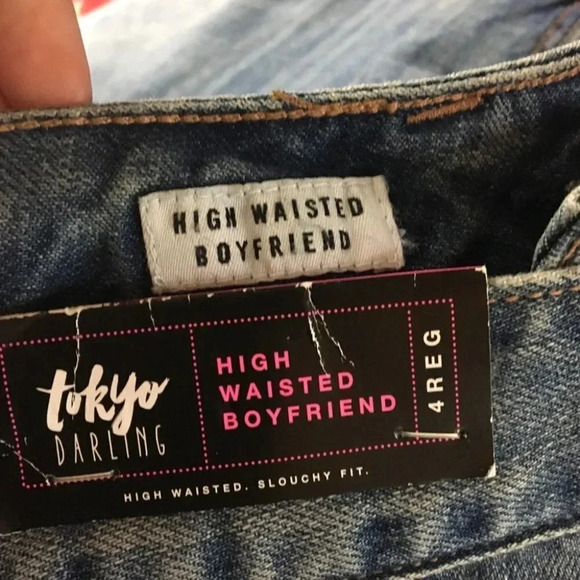 HIGH WAISTED
BOYFRIEND
tokyo
DARLING
HIGH
WAISTED
BOYFRIEND
4REG
HIGH WAISTED. SLOUCHY FIT.